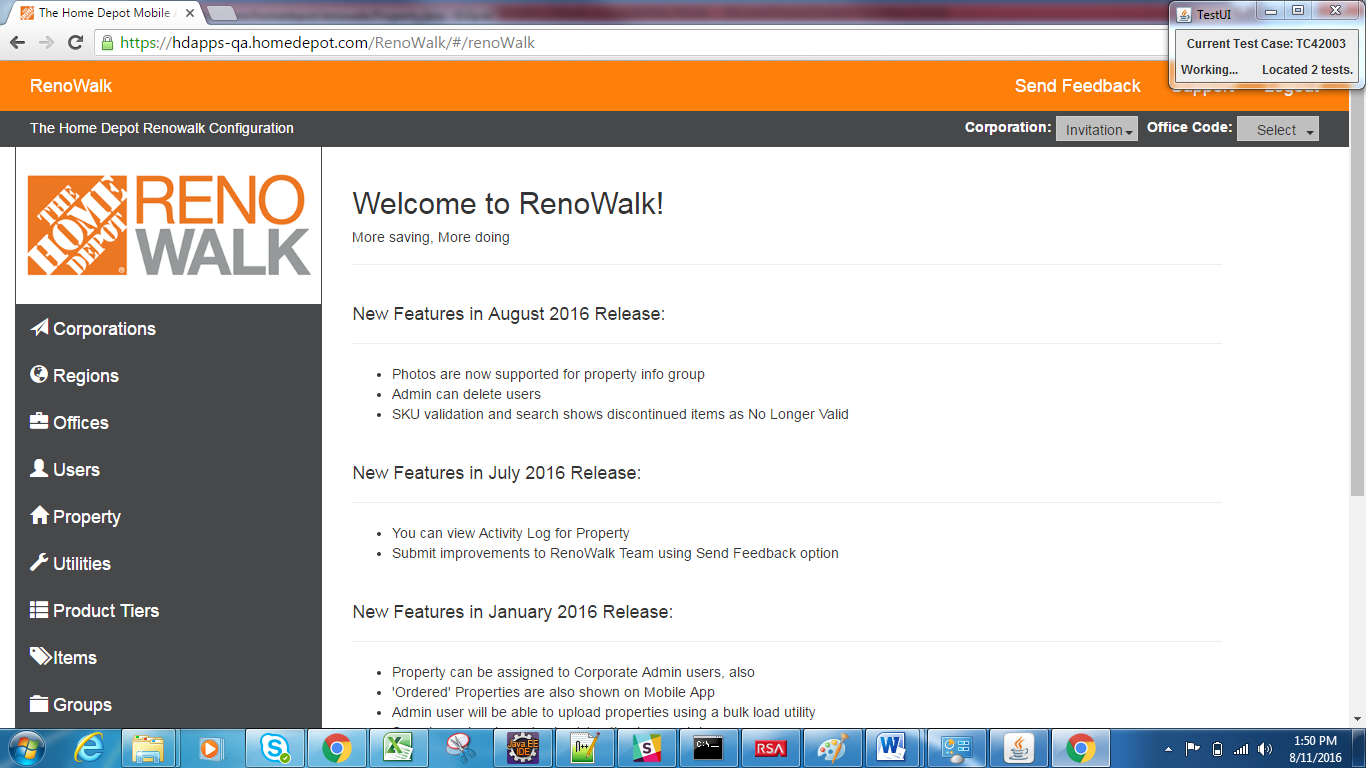 The Home Depot Mobile
TestUI
https://hdapps-qa.homedepot.com/RenoWalk/#/renoWalk
Current Test Case: TC42003
Working... Located 2 tests.
RenoWalk
Send Feedback Support Logout
The Home Depot Renowalk Configuration
Corporation: Invitation Office Code: Select
THE HOME DEPOT
RENO
WALK
Welcome to RenoWalk!
More saving, More doing
New Features in August 2016 Release:
Photos are now supported for property info group
Admin can delete users
SKU validation and search shows discontinued items as No Longer Valid
New Features in July 2016 Release:
You can view Activity Log for Property
Submit improvements to RenoWalk Team using Send Feedback option
New Features in January 2016 Release:
Property can be assigned to Corporate Admin users, also
'Ordered' Properties are also shown on Mobile App
Admin user will be able to upload properties using a bulk load utility
Corporations
Regions
Offices
Users
Property
Utilities
Product Tiers
Items
Groups
Java EE
IDE
C:\
RSA
1:50 PM
8/11/2016